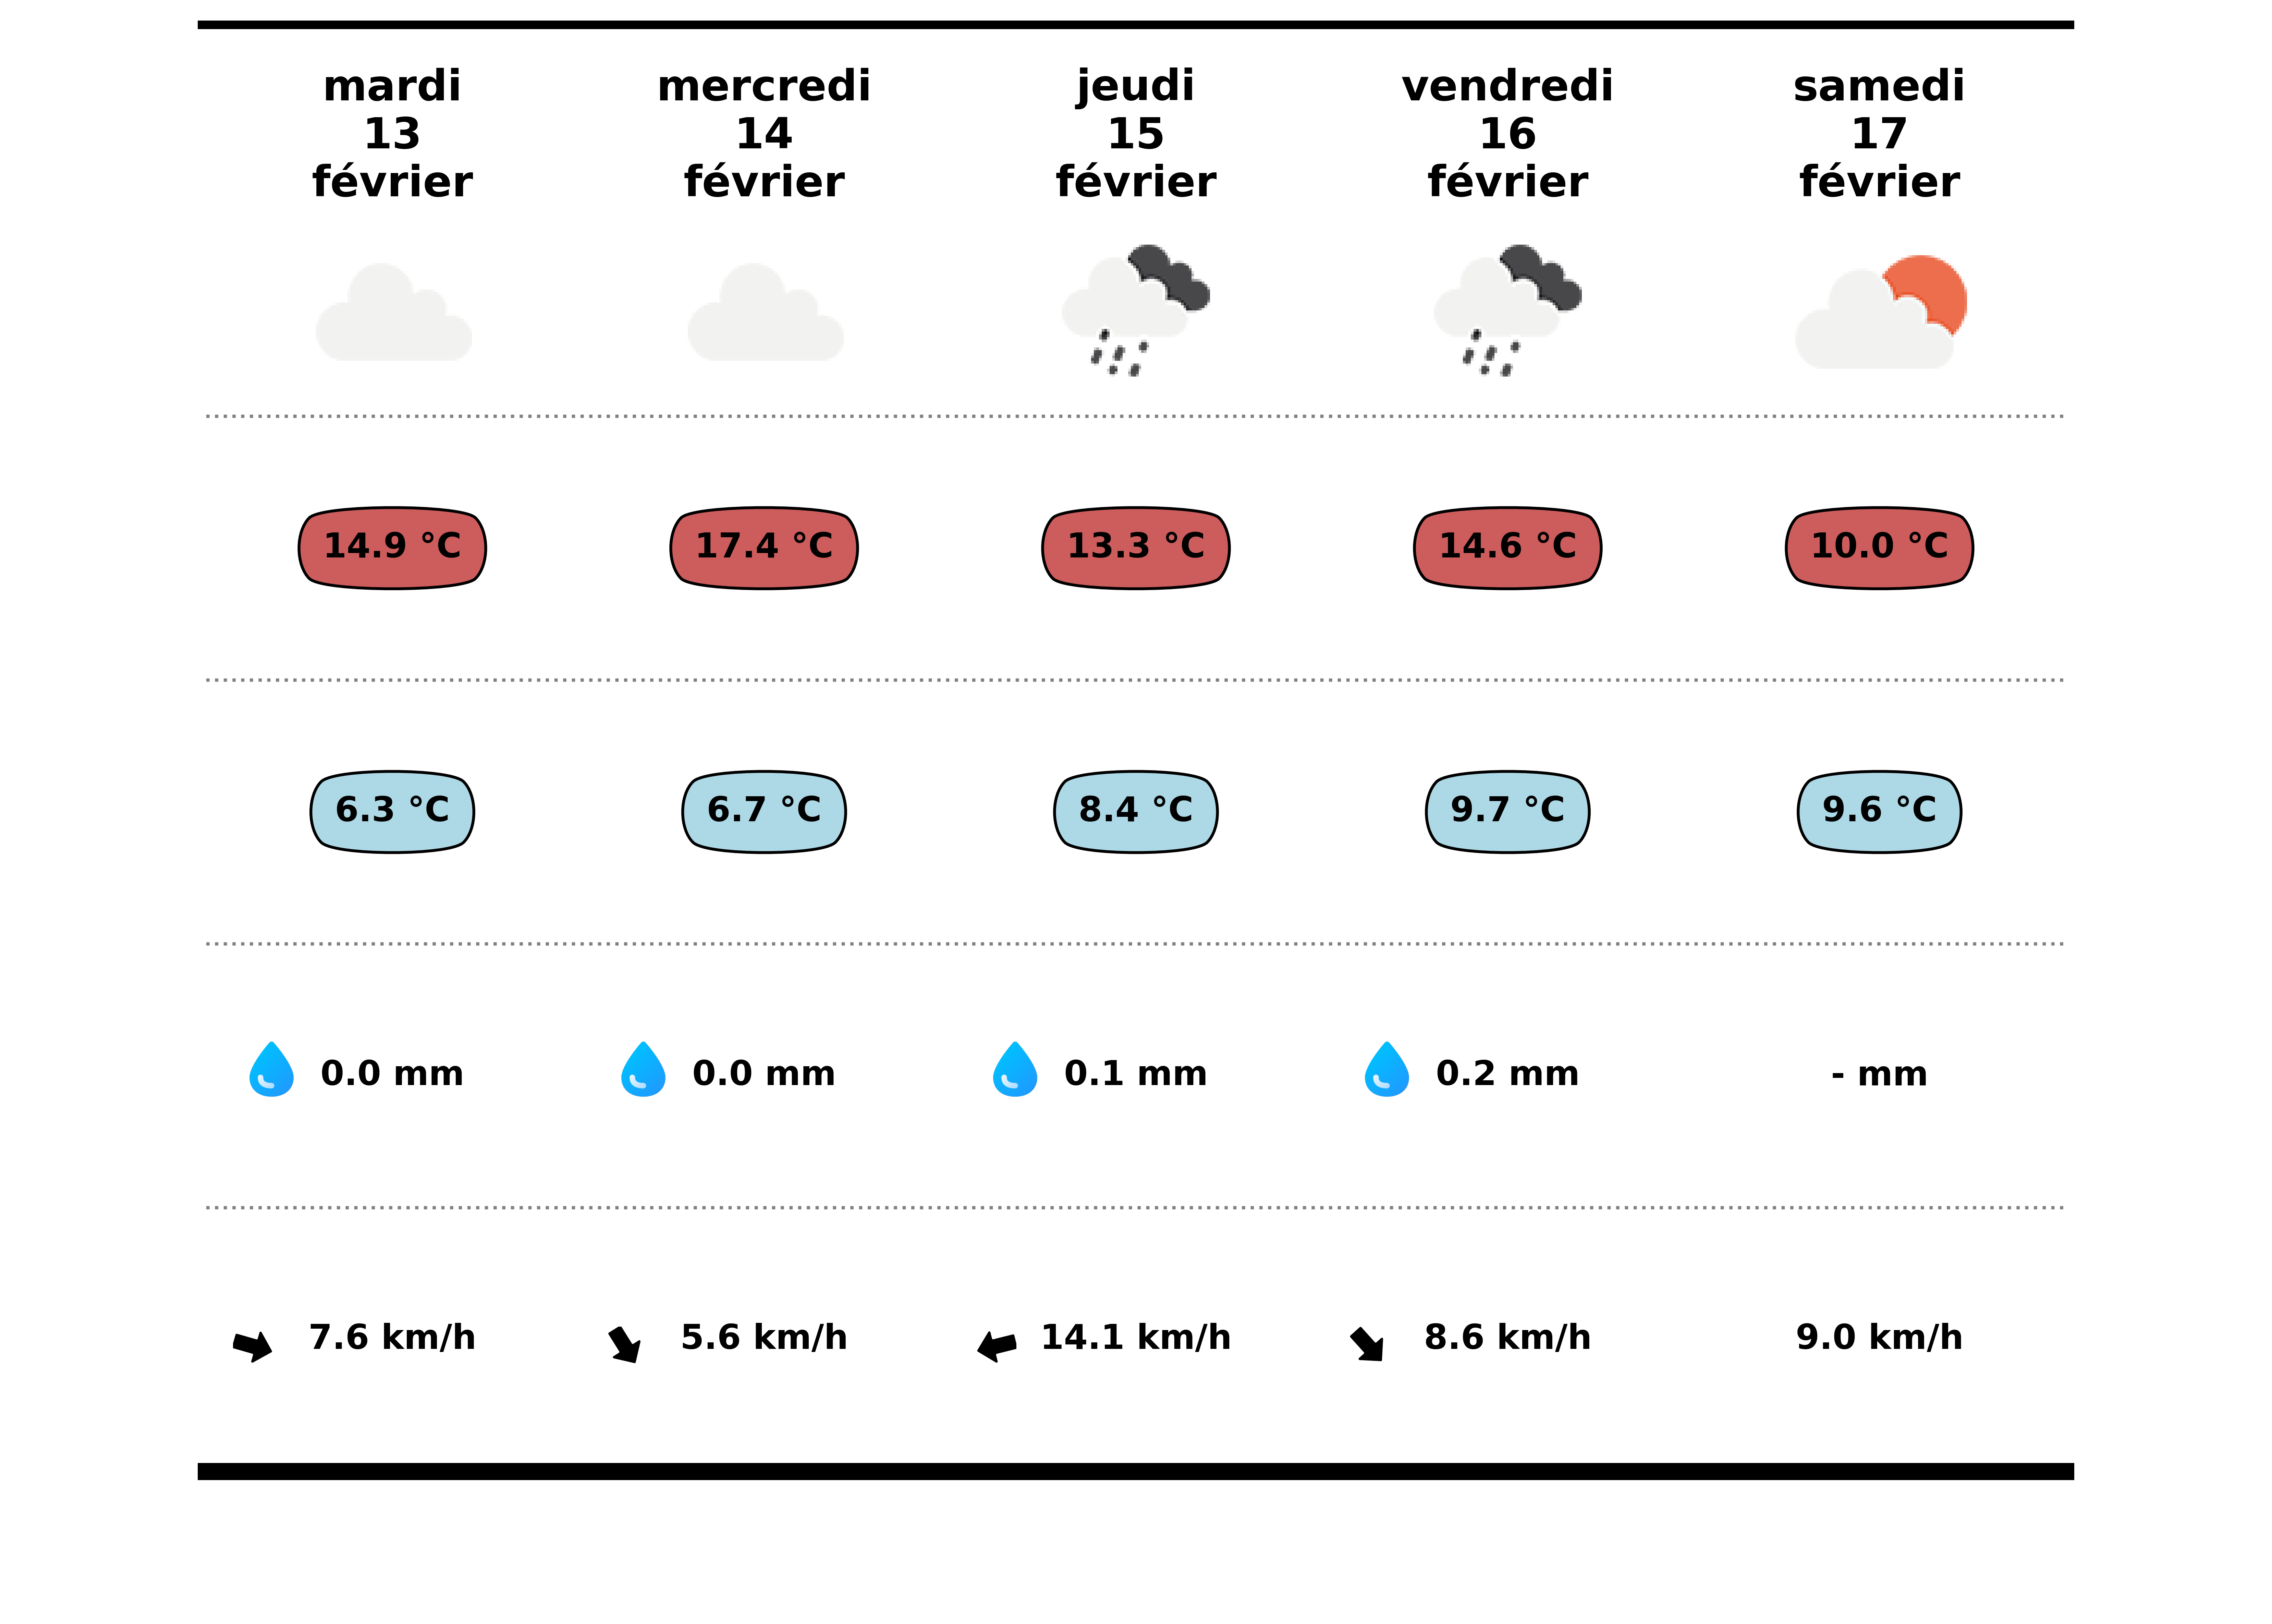 mardi
13
février
mercredi
14
février
jeudi
15
février
vendredi
16
février
samedi
17
février
14.9 °C
17.4 °C
13.3 °C
14.6 °C
10.0 °C
6.3 °C
6.7 °C
8.4 °C
9.7 °C
9.6 °C
0.0 mm
0.0 mm
0.1 mm
0.2 mm
- mm
7.6 km/h
5.6 km/h
14.1 km/h
8.6 km/h
9.0 km/h